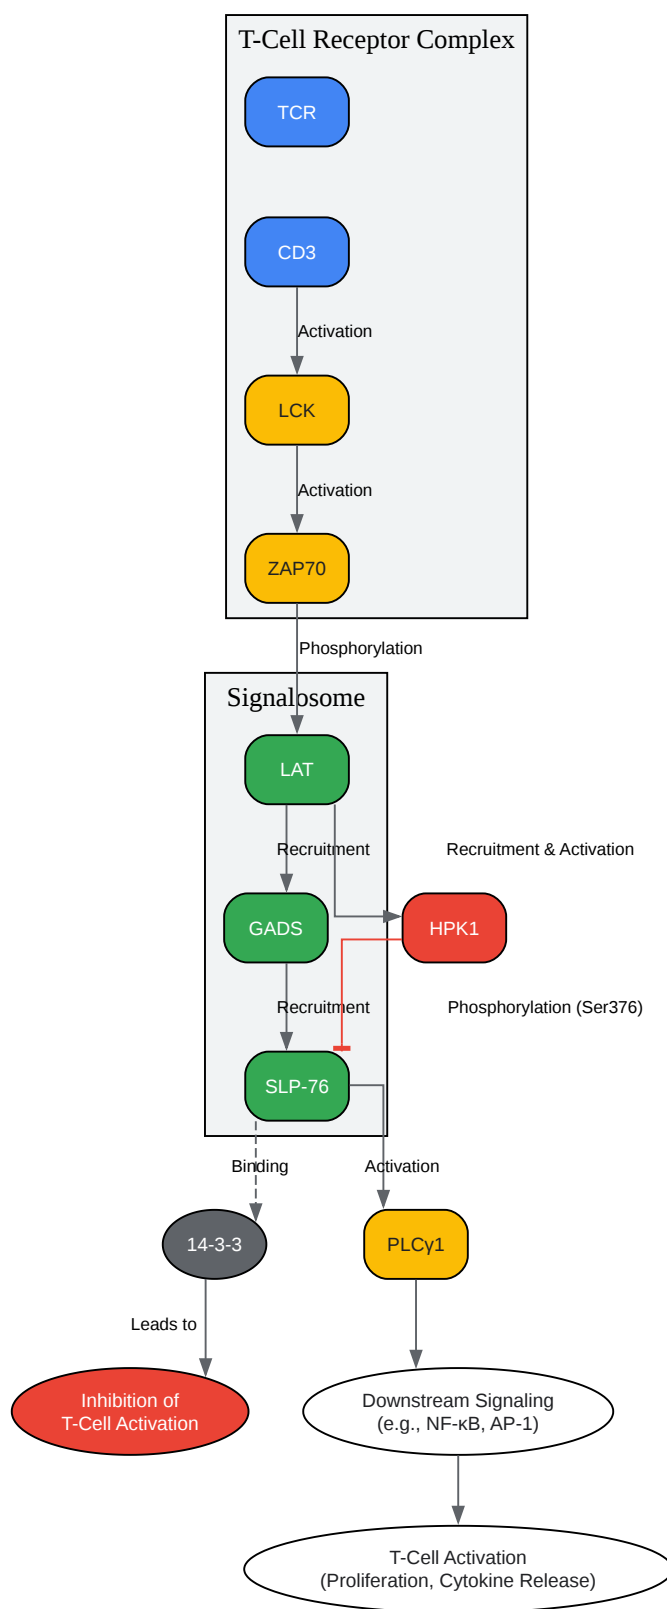 T-Cell Receptor Complex
TCR
CD3
Activation
LCK
Activation
ZAP70
Phosphorylation
Signalosome
LAT
Recruitment
Recruitment & Activation
GADS
HPK1
Recruitment
Phosphorylation (Ser376)
SLP-76
Binding
Activation
14-3-3
PLCγ1
Leads to
Inhibition of
T-Cell Activation
Downstream Signaling
(e.g., NF-κB, AP-1)
T-Cell Activation
(Proliferation, Cytokine Release)